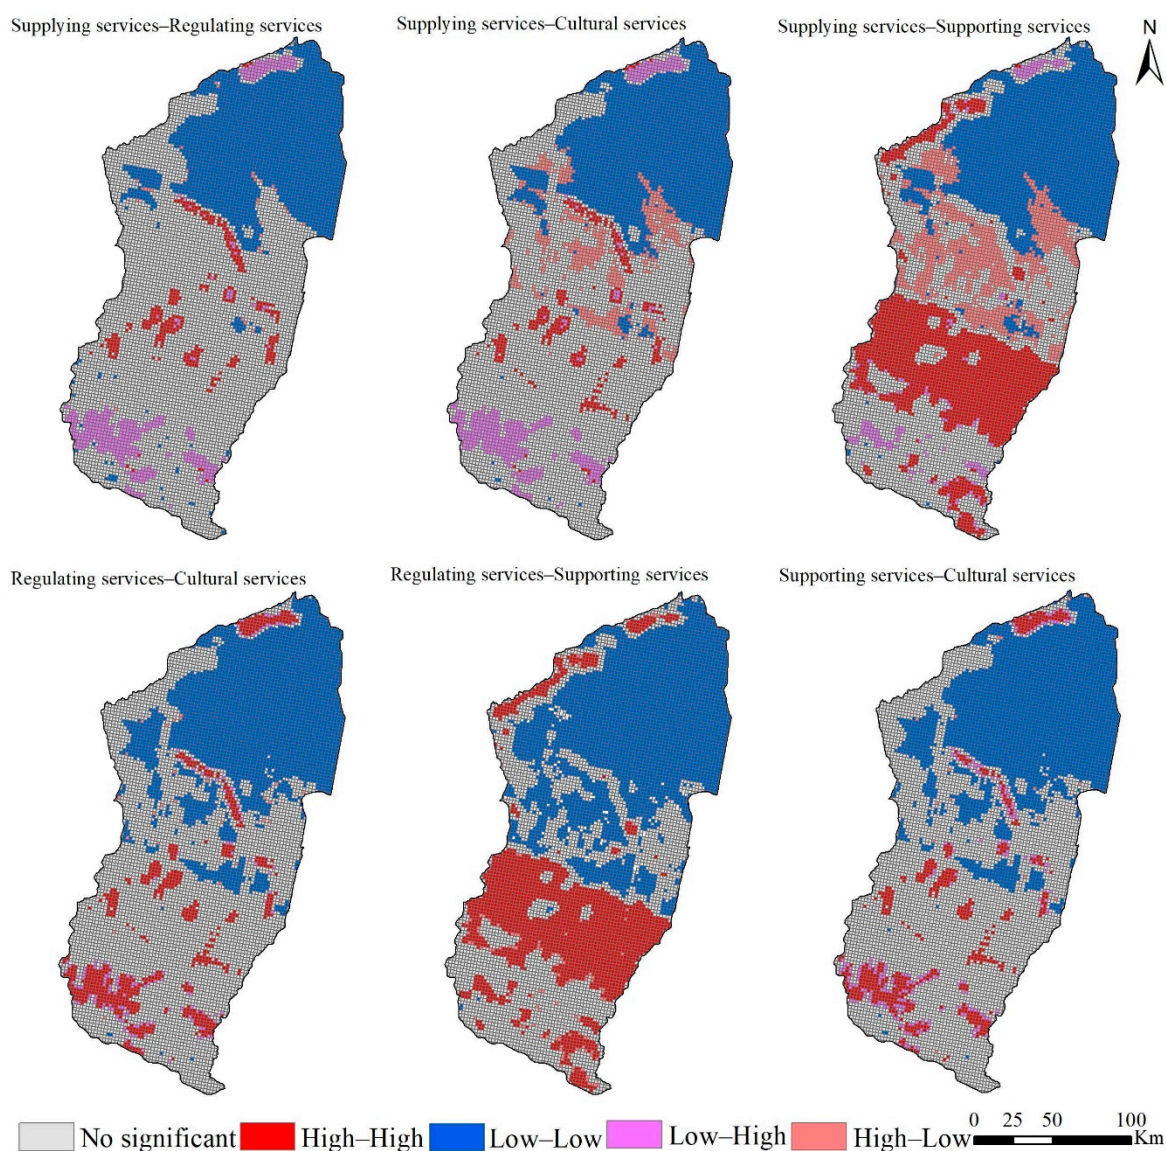 Supplying services–Regulating services
Supplying services–Cultural services
Supplying services–Supporting services
N
Regulating services–Cultural services
Regulating services–Supporting services
Supporting services–Cultural services
No significant
High–High
Low–Low
Low–High
High–Low
0 25 50 100
Km